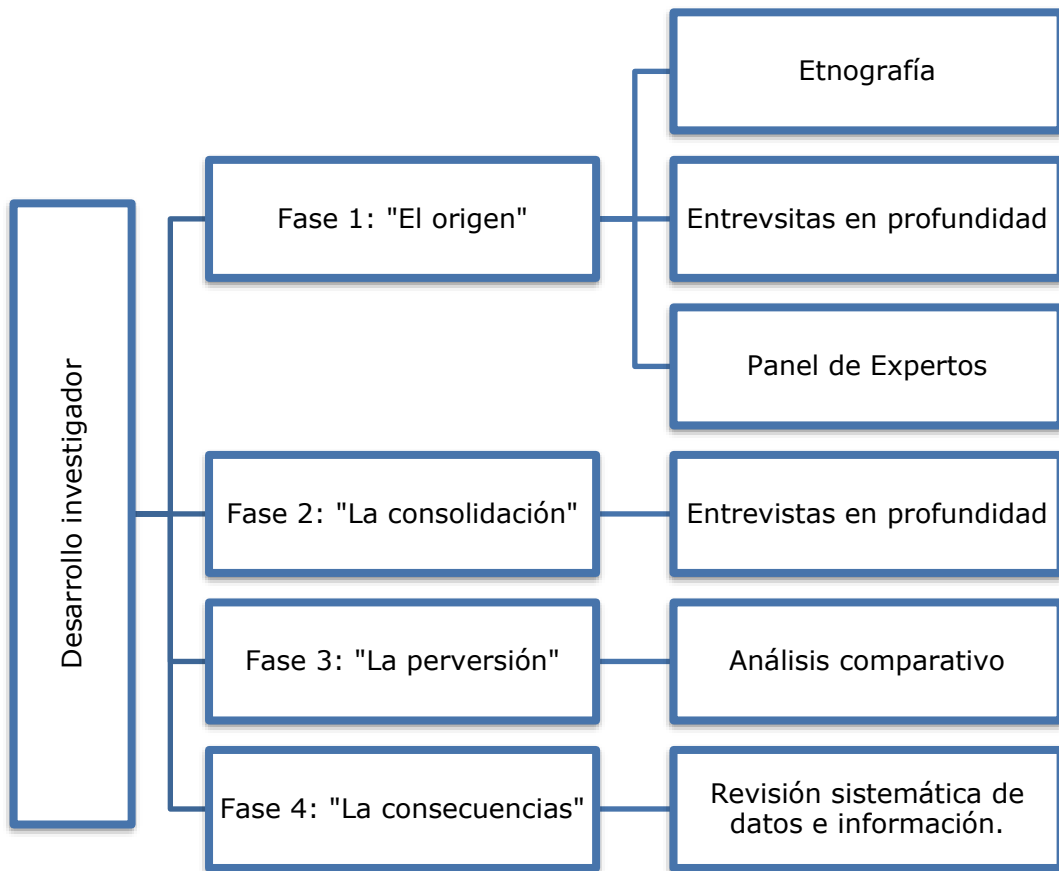 Desarrollo investigador
Fase 1: "El origen"
Etnografía
Entrevsitas en profundidad
Panel de Expertos
Fase 2: "La consolidación"
Entrevistas en profundidad
Fase 3: "La perversión"
Análisis comparativo
Fase 4: "La consecuencias"
Revisión sistemática de
datos e información.